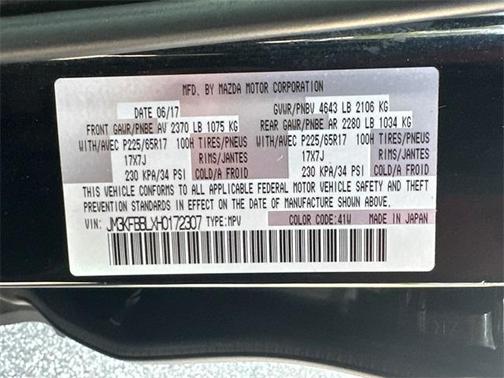 MFD. BY MAZDA MOTOR CORPORATION
DATE 06/17 GVWR/PNBV 4643 LB 2106 KG
FRONT GAWR/PNBE AV 2370 LB 1075 KG REAR GAWR/PNBE AR 2280 LB 1034 KG
WITH/AVEC P225/65R17 100H TIRES/PNEUS WITH/AVEC P225/65R17 100H TIRES/PNEUS
17X7J RIMS/JANTES 17X7J RIMS/JANTES
230 KPA/34 PSI COLD/A FROID 230 KPA/34 PSI COLD/A FROID
THIS VEHICLE CONFORMS TO ALL APPLICABLE FEDERAL MOTOR VEHICLE SAFETY AND THEFT
PREVENTION STANDARDS IN EFFECT ON THE DATE OF MANUFACTURE SHOWN ABOVE.
VIN: JM3KFBBLXH0172307 TYPE:MPV COLOR CODE:41W MADE IN JAPAN